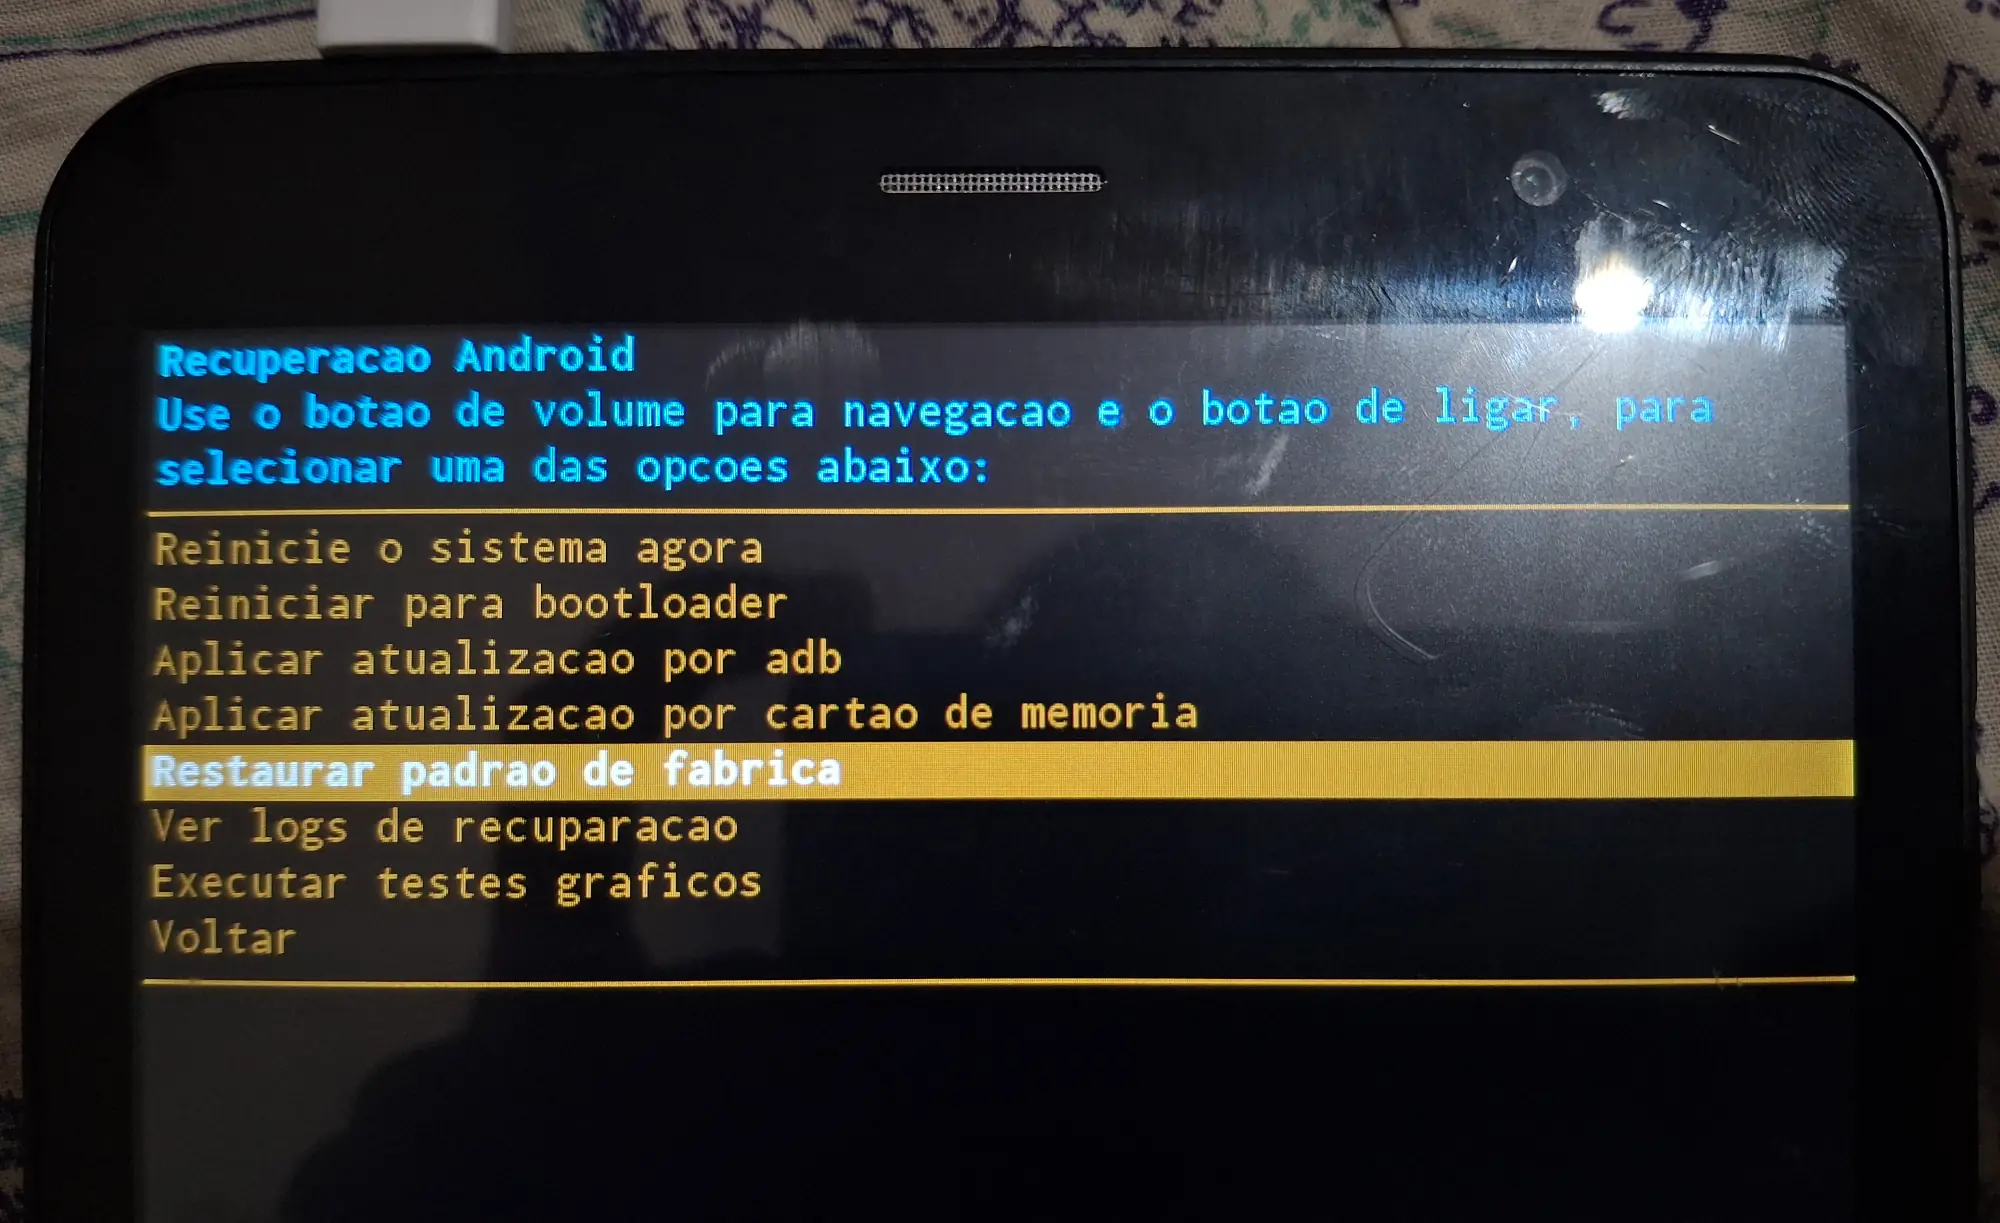 Recuperacao Android
Use o botao de volume para navegacao e o botao de ligar, para
selecionar uma das opcoes abaixo:
Reinicie o sistema agora
Reiniciar para bootloader
Aplicar atualizacao por adb
Aplicar atualizacao por cartao de memoria
Restaurar padrao de fabrica
Ver logs de recuparacao
Executar testes graficos
Voltar